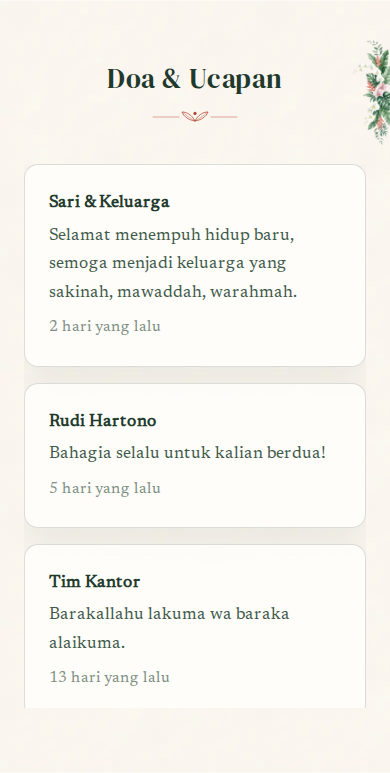 Doa & Ucapan
Sari & Keluarga
Selamat menempuh hidup baru,
semoga menjadi keluarga yang
sakinah, mawaddah, warahmah.
2 hari yang lalu
Rudi Hartono
Bahagia selalu untuk kalian berdua!
5 hari yang lalu
Tim Kantor
Barakallahu lakuma wa baraka
alaikuma.
13 hari yang lalu